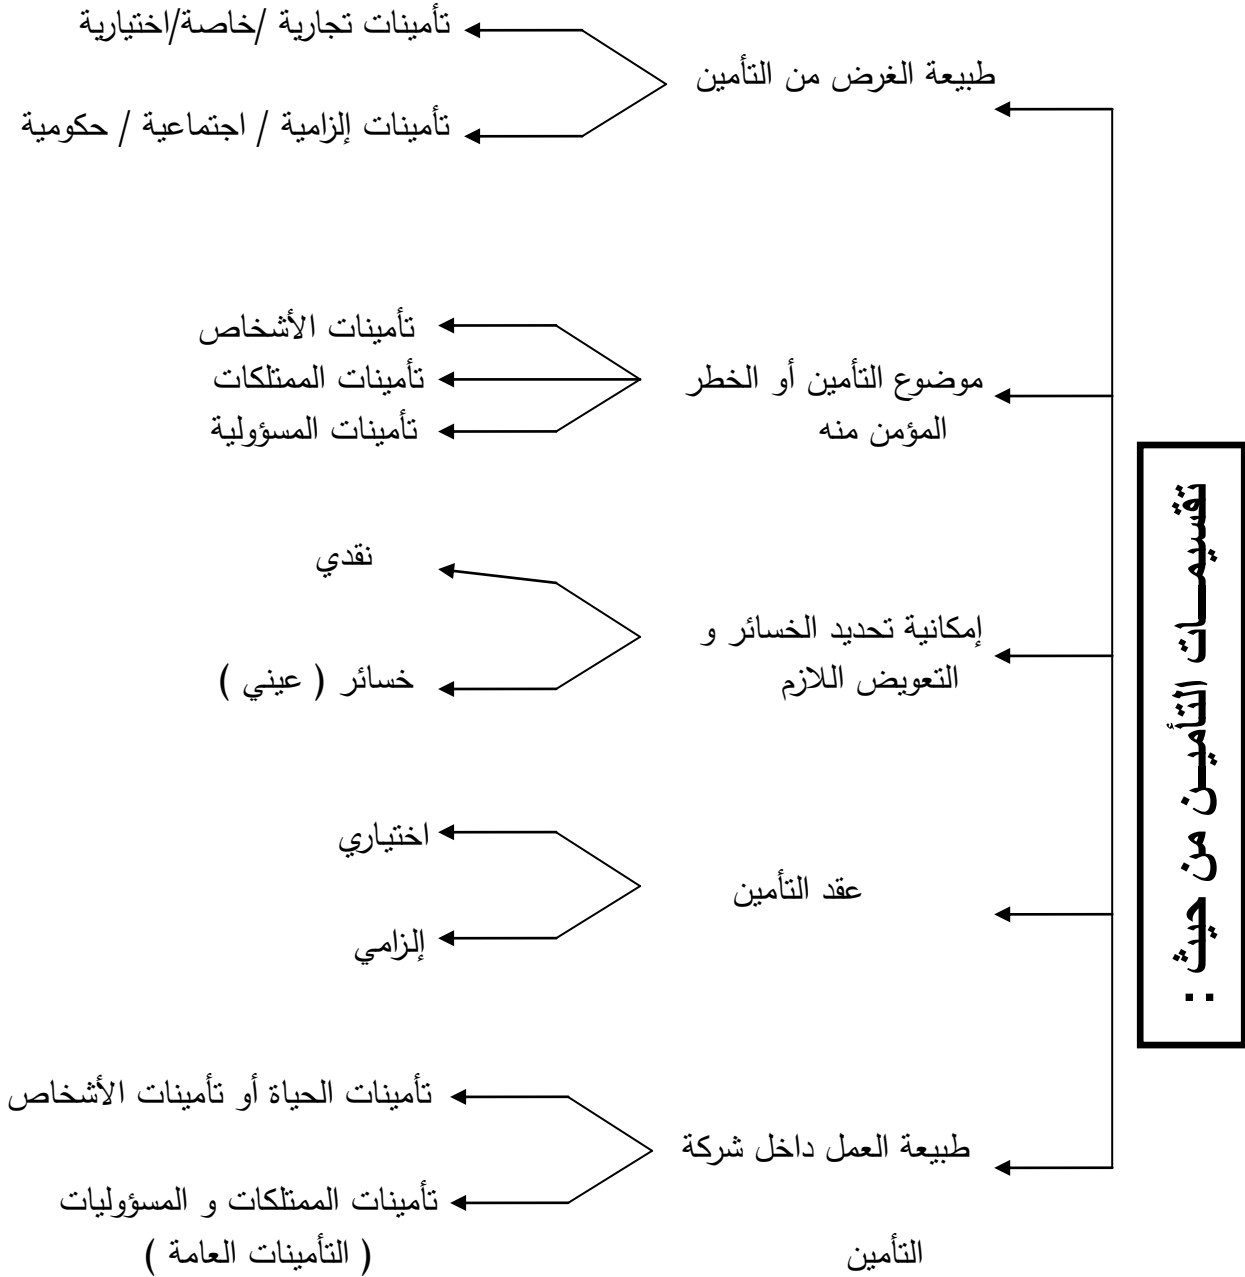 تقسيمـــات التأميــن من حيث :
طبيعة الغرض من التأمين
تأمينات تجارية /خاصة/اختيارية
تأمينات إلزامية / اجتماعية / حكومية
موضوع التأمين أو الخطر
المؤمن منه
تأمينات الأشخاص
تأمينات الممتلكات
تأمينات المسؤولية
إمكانية تحديد الخسائر و
التعويض اللازم
نقدي
خسائر ( عيني )
عقد التأمين
اختياري
إلزامي
طبيعة العمل داخل شركة
التأمين
تأمينات الحياة أو تأمينات الأشخاص
تأمينات الممتلكات و المسؤوليات
( التأمينات العامة )